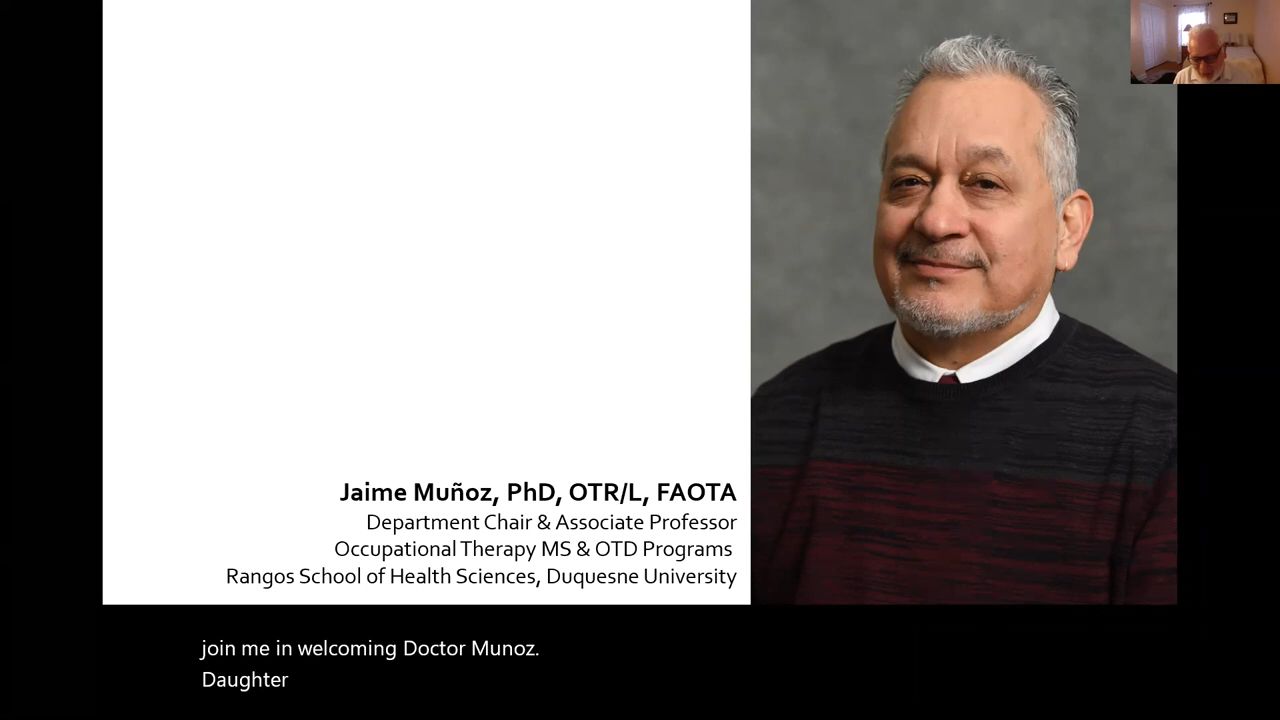 Jaime Muñoz, PhD, OTR/L, FAOTA
Department Chair & Associate Professor
Occupational Therapy MS & OTD Programs
Rangos School of Health Sciences, Duquesne University
join me in welcoming Doctor Munoz.
Daughter